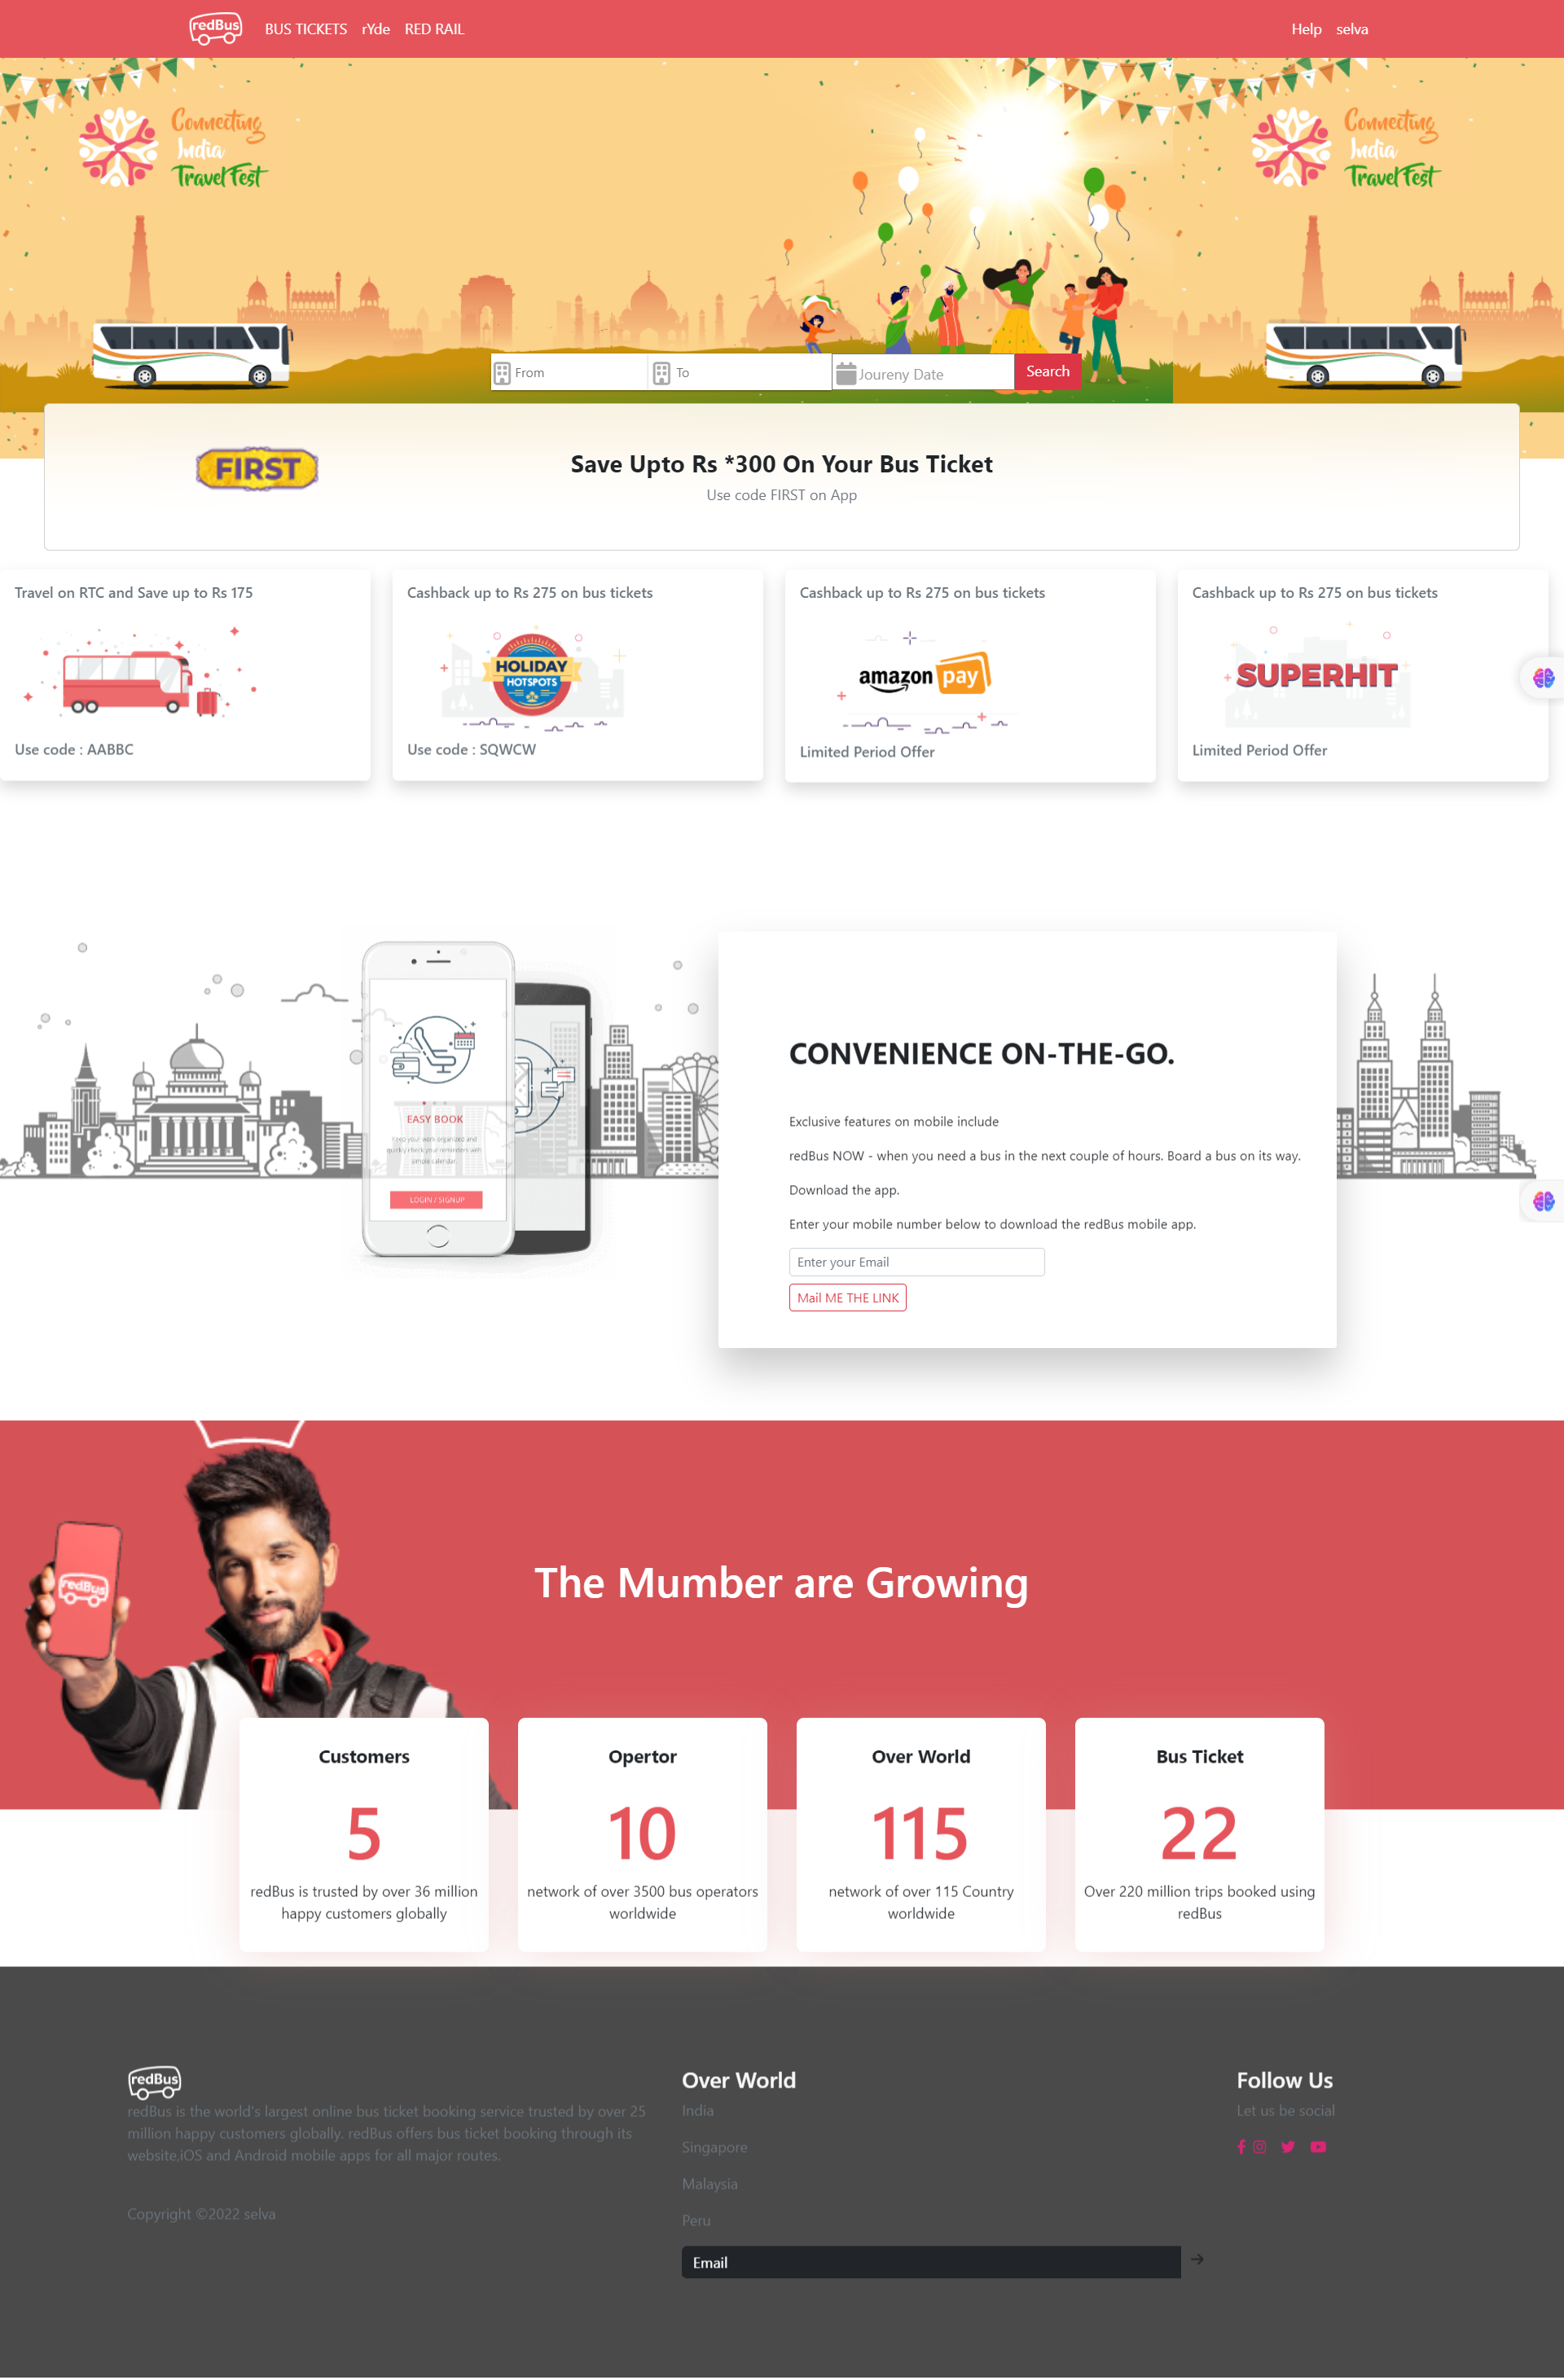 redBus BUS TICKETS rYde RED RAIL Help selva
Connecting
India
Travel Fest
Connecting
India
Travel Fest
From To Joureny Date Search
FIRST
Save Upto Rs *300 On Your Bus Ticket
Use code FIRST on App
Travel on RTC and Save up to Rs 175
Use code : AABBC
Cashback up to Rs 275 on bus tickets
HOLIDAY
HOTSPOTS
Use code : SQWCW
Cashback up to Rs 275 on bus tickets
amazon pay
Limited Period Offer
Cashback up to Rs 275 on bus tickets
SUPERHIT
Limited Period Offer
EASY BOOK
Keep your work organized and
quickly check your reminders with
simple calendar.
LOGIN / SIGNUP
CONVENIENCE ON-THE-GO.
Exclusive features on mobile include
redBus NOW - when you need a bus in the next couple of hours. Board a bus on its way.
Download the app.
Enter your mobile number below to download the redBus mobile app.
Enter your Email
Mail ME THE LINK
redBus
The Mumber are Growing
Customers
5
redBus is trusted by over 36 million
happy customers globally
Opertor
10
network of over 3500 bus operators
worldwide
Over World
115
network of over 115 Country
worldwide
Bus Ticket
22
Over 220 million trips booked using
redBus
redBus
redBus is the world's largest online bus ticket booking service trusted by over 25
million happy customers globally. redBus offers bus ticket booking through its
website,iOS and Android mobile apps for all major routes.
Copyright ©2022 selva
Over World
India
Singapore
Malaysia
Peru
Email
Follow Us
Let us be social